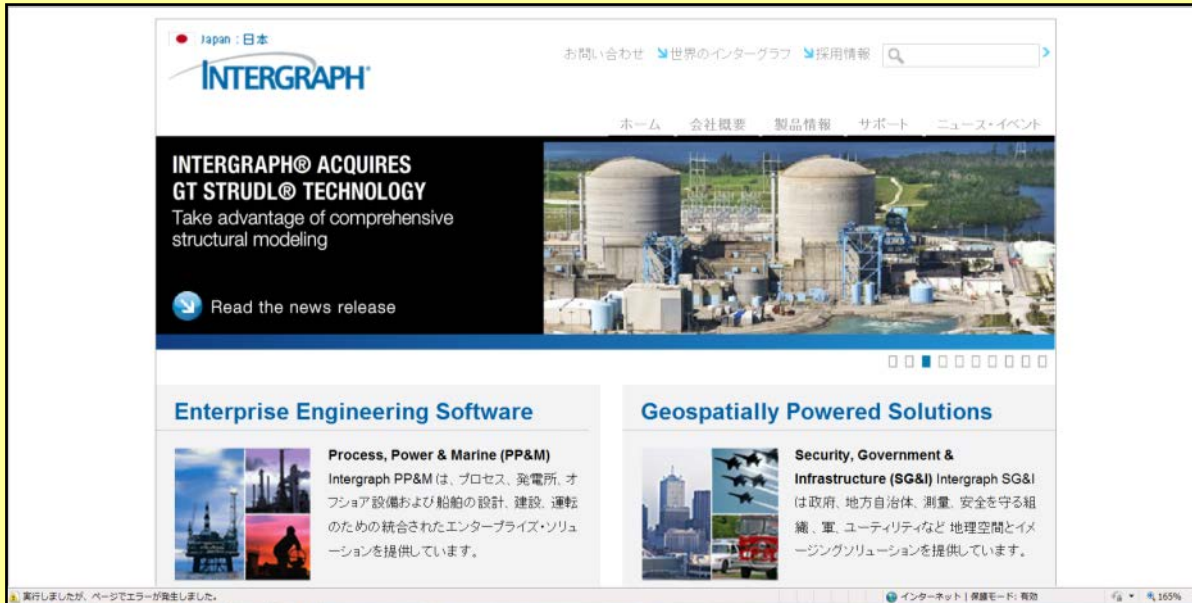 Japan : 日本
INTERGRAPH®
お問い合わせ 世界のインターグラフ 採用情報
ホーム 会社概要 製品情報 サポート ニュース・イベント
INTERGRAPH® ACQUIRES
GT STRUDL® TECHNOLOGY
Take advantage of comprehensive
structural modeling
Read the news release
Enterprise Engineering Software
Process, Power & Marine (PP&M)
Intergraph PP&M は、プロセス、発電所、オ
フショア設備および船舶の設計、建設、運転
のための統合されたエンタープライズ・ソリュ
ーションを提供しています。
Geospatially Powered Solutions
Security, Government &
Infrastructure (SG&I) Intergraph SG&I
は政府、地方自治体、測量、安全を守る組
織 、軍、ユーティリティなど 地理空間とイメ
ージングソリューションを提供しています。
実行しましたが、ページでエラーが発生しました。
インターネット | 保護モード: 有効
165%